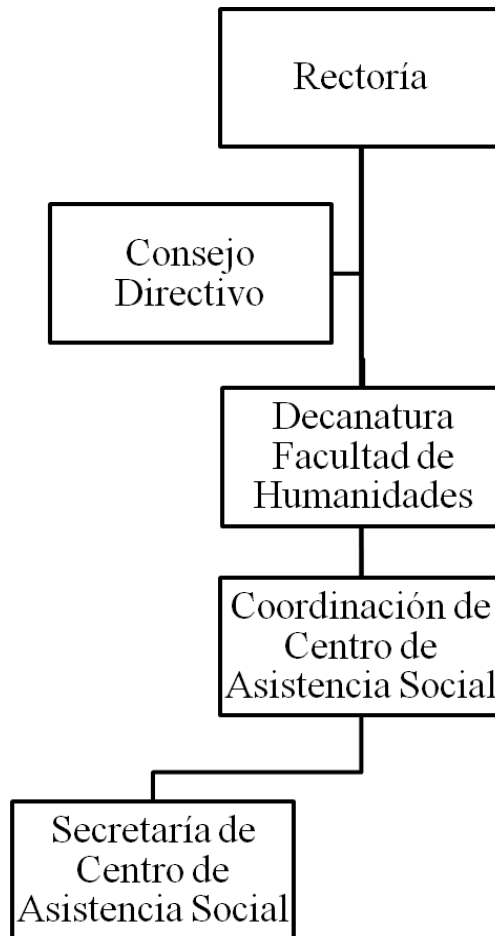 Rectoría
Consejo
Directivo
Decanatura
Facultad de
Humanidades
Coordinación de
Centro de
Asistencia Social
Secretaría de
Centro de
Asistencia Social